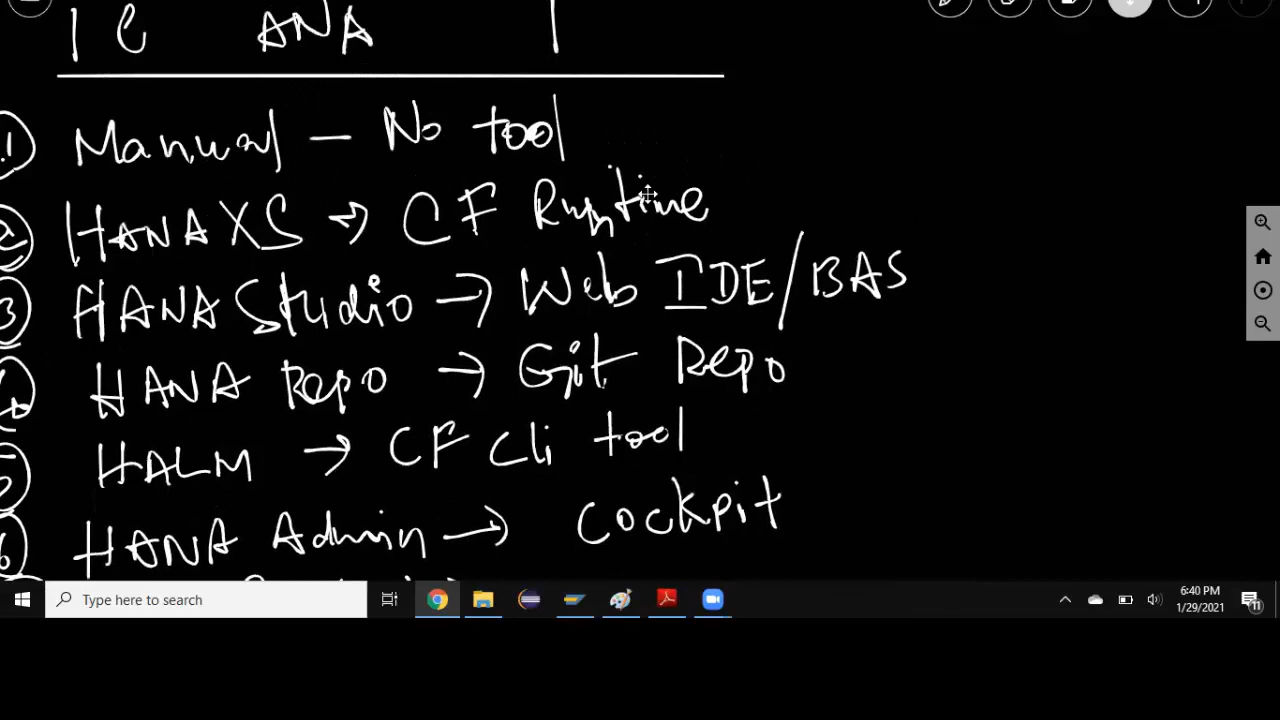 ANA
1 Manual – No tool
2 HANA XS → CF Runtime
3 HANA Studio → Web IDE/BAS
HANA Repo → Git Repo
HALM → CF Cli tool
6 HANA Admin → Cockpit
Type here to search
6:40 PM
1/29/2021
11